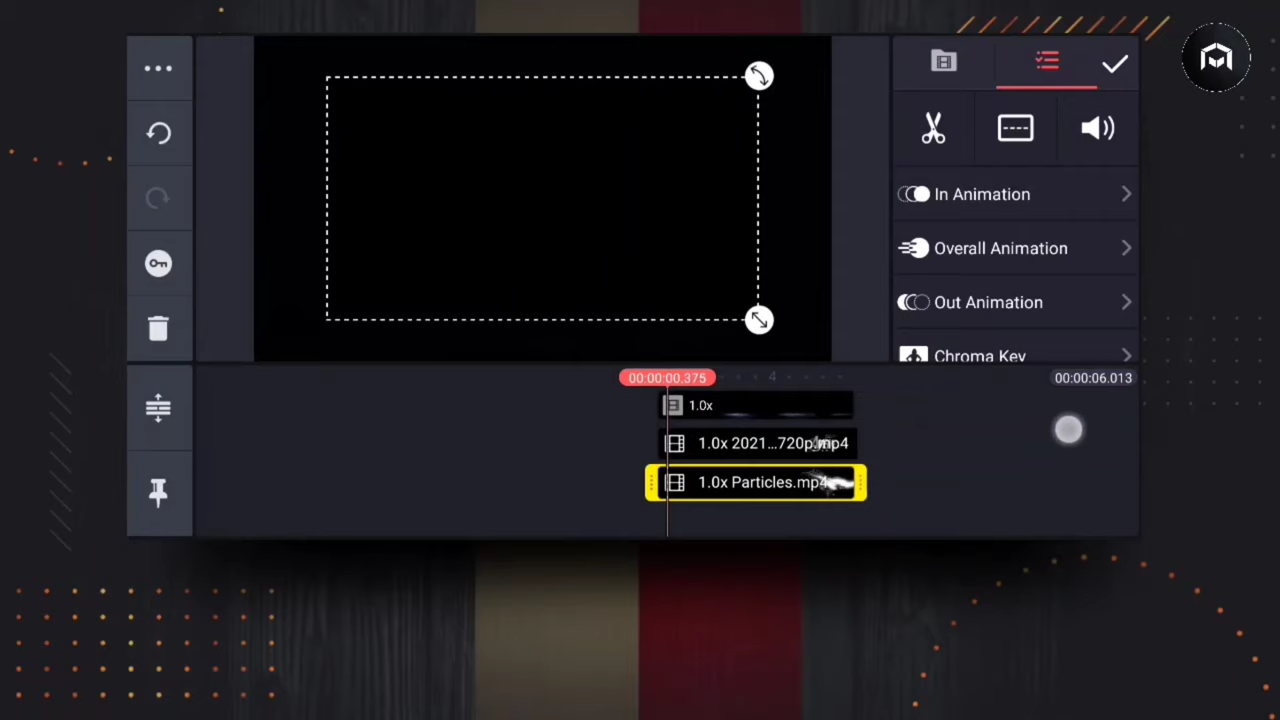 In Animation
Overall Animation
Out Animation
Chroma Key
00:00:00.375
4
00:00:06.013
1.0x
1.0x 2021...720p.mp4
1.0x Particles.mp4